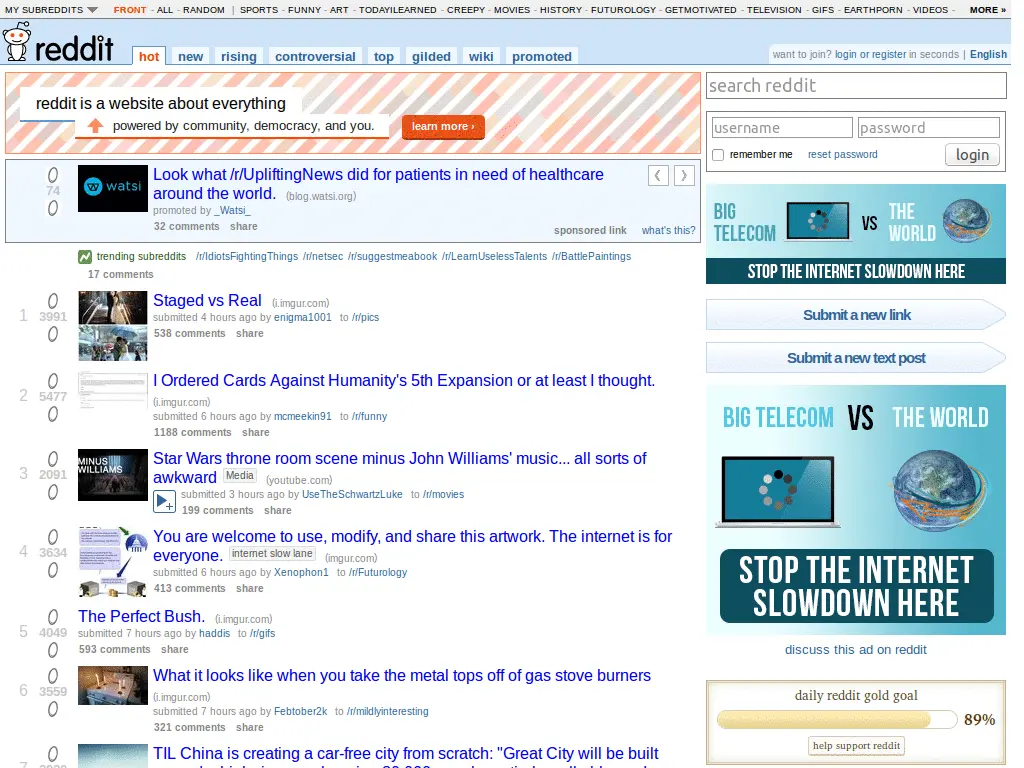 MY SUBREDDITS FRONT - ALL - RANDOM | SPORTS - FUNNY - ART - TODAYILEARNED - CREEPY - MOVIES - HISTORY - FUTUROLOGY - GETMOTIVATED - TELEVISION - GIFS - EARTHPORN - VIDEOS - MORE »
reddit hot new rising controversial top gilded wiki promoted
want to join? login or register in seconds | English
reddit is a website about everything
powered by community, democracy, and you.
learn more ›
search reddit
username password
remember me reset password login
74
watsi
Look what /r/UpliftingNews did for patients in need of healthcare
around the world. (blog.watsi.org)
promoted by _Watsi_
32 comments share
sponsored link what's this?
BIG TELECOM VS THE WORLD
STOP THE INTERNET SLOWDOWN HERE
trending subreddits /r/IdiotsFightingThings /r/netsec /r/suggestmeabook /r/LearnUselessTalents /r/BattlePaintings
17 comments
1 3991
Staged vs Real (i.imgur.com)
submitted 4 hours ago by enigma1001 to /r/pics
538 comments share
Submit a new link
Submit a new text post
2 5477
I Ordered Cards Against Humanity's 5th Expansion or at least I thought.
(i.imgur.com)
submitted 6 hours ago by mcmeekin91 to /r/funny
1188 comments share
3 2091
MINUS
WILLIAMS
Star Wars throne room scene minus John Williams' music... all sorts of
awkward Media (youtube.com)
submitted 3 hours ago by UseTheSchwartzLuke to /r/movies
199 comments share
4 3634
You are welcome to use, modify, and share this artwork. The internet is for
everyone. internet slow lane (imgur.com)
submitted 6 hours ago by Xenophon1 to /r/Futurology
413 comments share
5 4049
The Perfect Bush. (i.imgur.com)
submitted 7 hours ago by haddis to /r/gifs
593 comments share
6 3559
What it looks like when you take the metal tops off of gas stove burners
(i.imgur.com)
submitted 7 hours ago by Febtober2k to /r/mildlyinteresting
321 comments share
TIL China is creating a car-free city from scratch: "Great City will be built
BIG TELECOM VS THE WORLD
STOP THE INTERNET
SLOWDOWN HERE
discuss this ad on reddit
daily reddit gold goal
89%
help support reddit